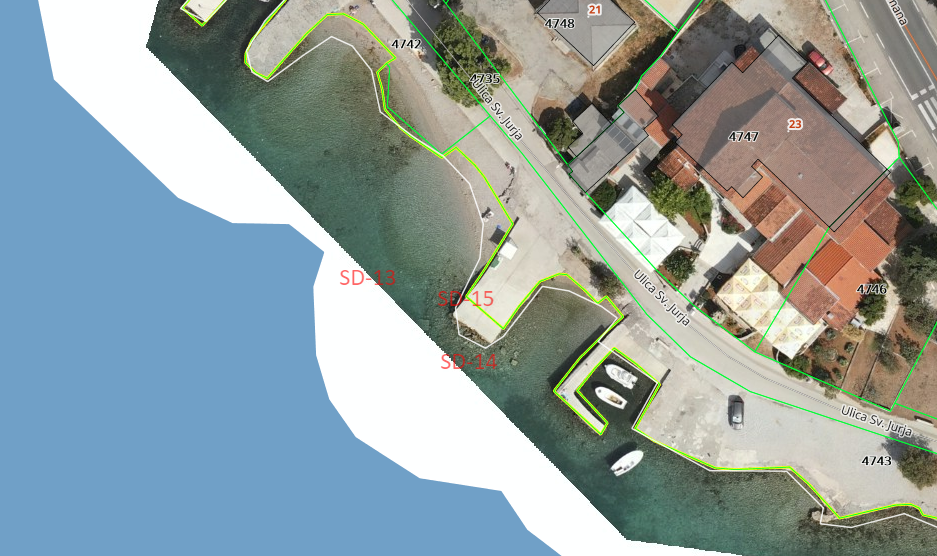 21
4748
mana
4742
4735
Ulica Sv. Jurja
23
4747
SD-13
SD-15
Ulica Sv. Jurja
4746
SD-14
Ulica Sv. Jurja
4743